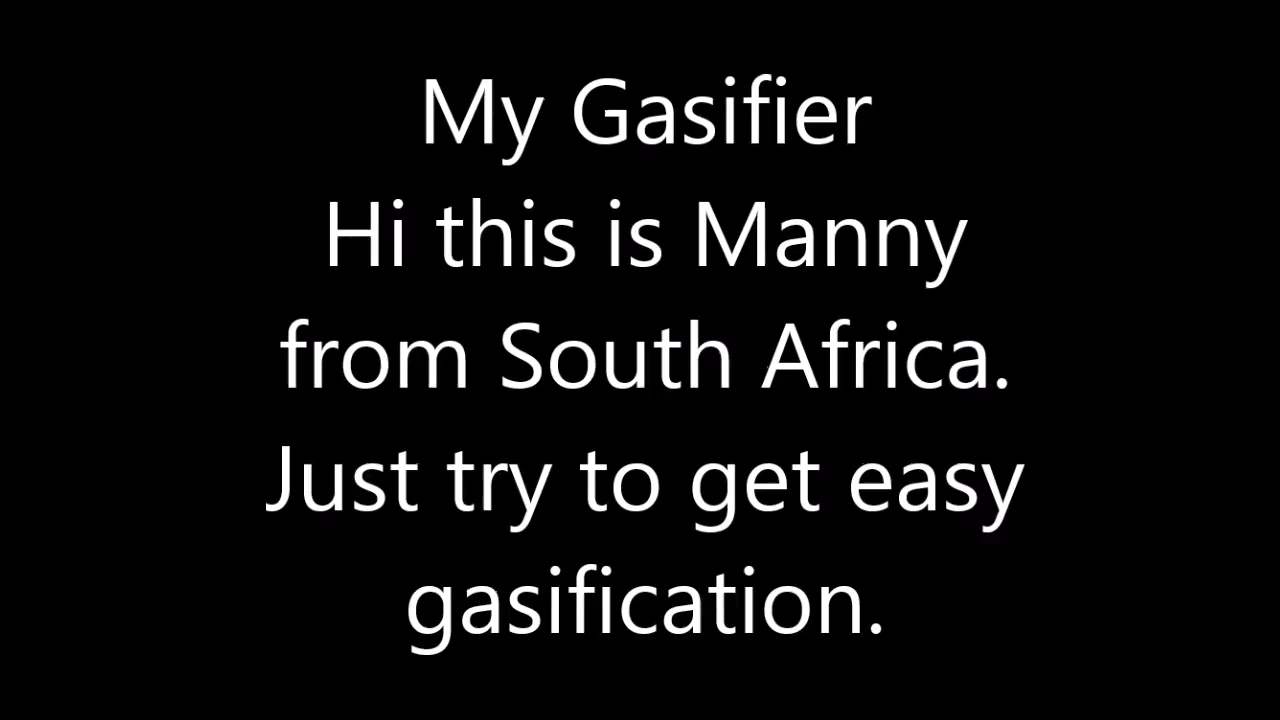 My Gasifier
Hi this is Manny
from South Africa.
Just try to get easy
gasification.